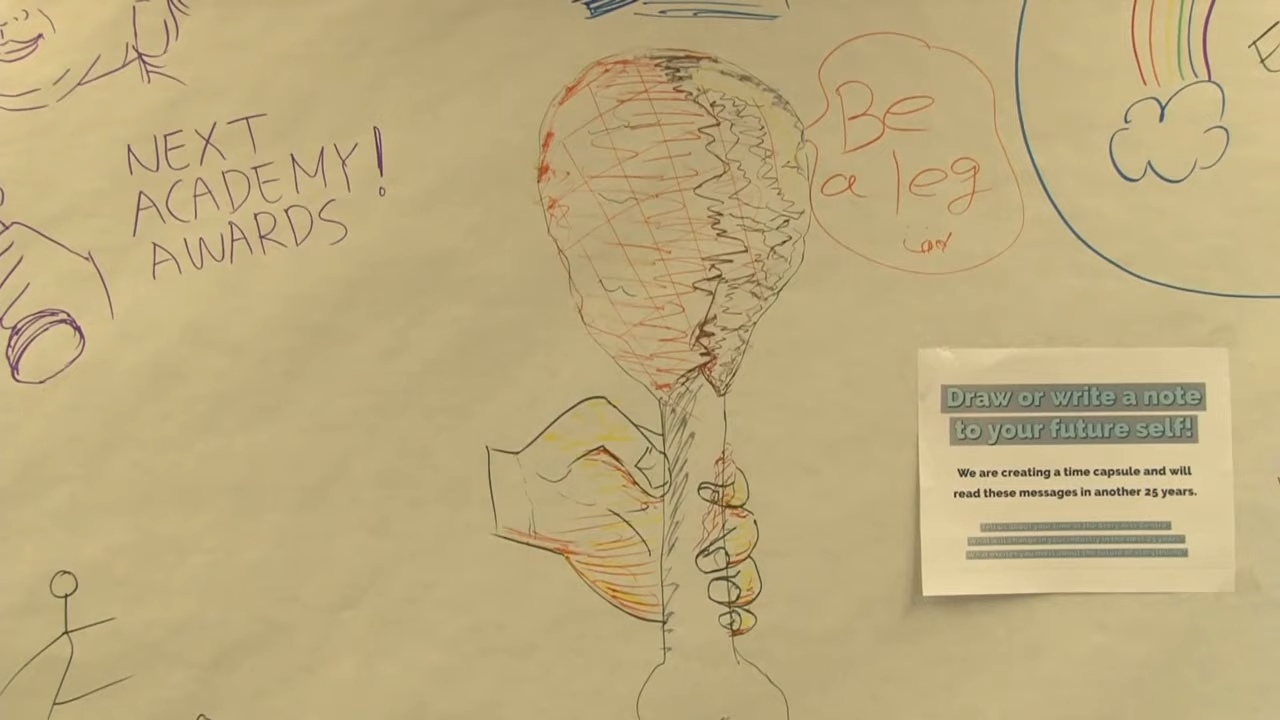 NEXT
ACADEMY!
AWARDS
Be
a leg
Draw or write a note
to your future self!
We are creating a time capsule and will
read these messages in another 25 years.